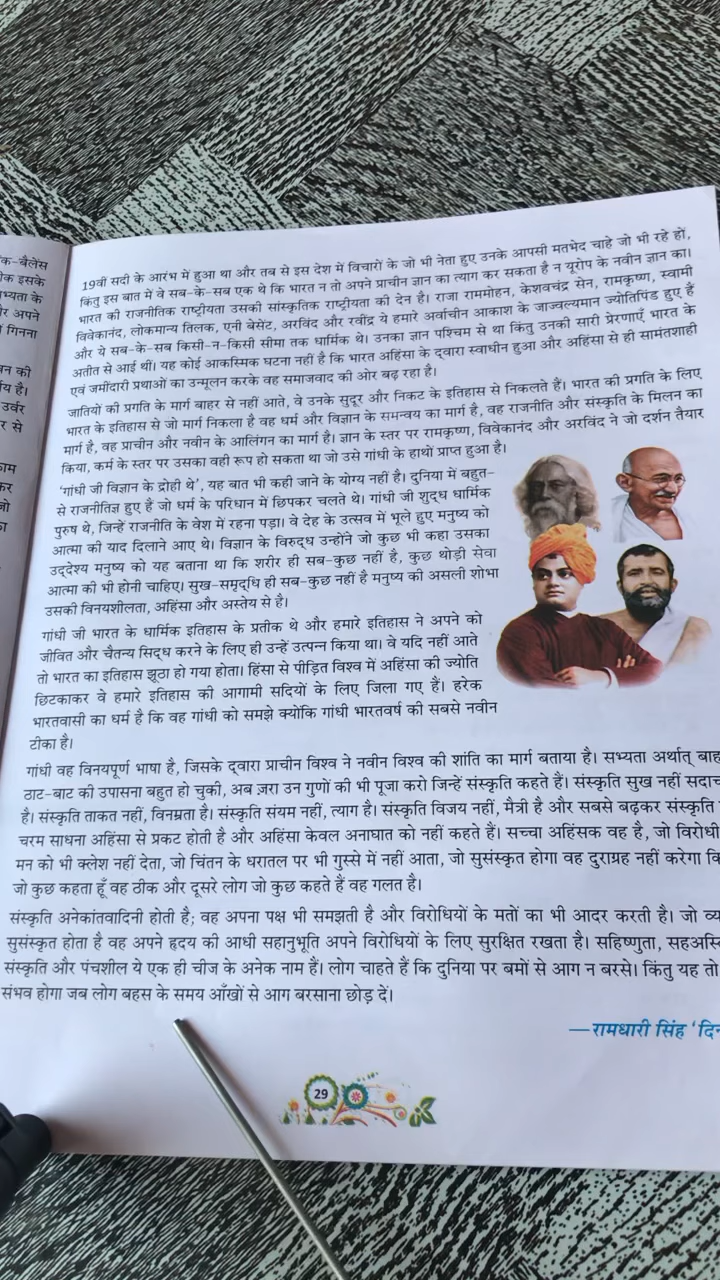 क-बैलेंस
क इसके
भ्यता के
र अपने
गिनना
न की
य है।
उर्वर
र से
कर
19वीं सदी के आरंभ में हुआ था और तब से इस देश में विचारों के जो भी नेता हुए उनके आपसी मतभेद चाहे जो भी रहे हों,
किंतु इस बात में वे सब-के-सब एक थे कि भारत न तो अपने प्राचीन ज्ञान का त्याग कर सकता है न यूरोप के नवीन ज्ञान का।
भारत की राजनीतिक राष्ट्रीयता उसकी सांस्कृतिक राष्ट्रीयता की देन है। राजा राममोहन, केशवचंद्र सेन, रामकृष्ण, स्वामी
विवेकानंद, लोकमान्य तिलक, एनी बेसेंट, अरविंद और रवींद्र ये हमारे अर्वाचीन आकाश के जाज्वल्यमान ज्योतिपिंड हुए हैं
और ये सब-के-सब किसी-न-किसी सीमा तक धार्मिक थे। उनका ज्ञान पश्चिम से था किंतु उनकी सारी प्रेरणाएँ भारत के
अतीत से आई थीं। यह कोई आकस्मिक घटना नहीं है कि भारत अहिंसा के द्वारा स्वाधीन हुआ और अहिंसा से ही सामंतशाही
एवं जमींदारी प्रथाओं का उन्मूलन करके वह समाजवाद की ओर बढ़ रहा है।
जातियों की प्रगति के मार्ग बाहर से नहीं आते, वे उनके सुदूर और निकट के इतिहास से निकलते हैं। भारत की प्रगति के लिए
भारत के इतिहास से जो मार्ग निकला है वह धर्म और विज्ञान के समन्वय का मार्ग है, वह राजनीति और संस्कृति के मिलन का
मार्ग है, वह प्राचीन और नवीन के आलिंगन का मार्ग है। ज्ञान के स्तर पर रामकृष्ण, विवेकानंद और अरविंद ने जो दर्शन तैयार
किया, कर्म के स्तर पर उसका वही रूप हो सकता था जो उसे गांधी के हाथों प्राप्त हुआ है।
'गांधी जी विज्ञान के द्रोही थे', यह बात भी कही जाने के योग्य नहीं है। दुनिया में बहुत-
से राजनीतिज्ञ हुए है जो धर्म के परिधान में छिपकर चलते थे। गांधी जी शुद्ध धार्मिक
पुरुष थे, जिन्हें राजनीति के वेश में रहना पड़ा। वे देह के उत्सव में भूले हुए मनुष्य को
आत्मा की याद दिलाने आए थे। विज्ञान के विरुद्ध उन्होंने जो कुछ भी कहा उसका
उद्देश्य मनुष्य को यह बताना था कि शरीर ही सब-कुछ नहीं है, कुछ थोड़ी सेवा
आत्मा की भी होनी चाहिए। सुख-समृद्धि ही सब-कुछ नहीं है मनुष्य की असली शोभा
उसकी विनयशीलता, अहिंसा और अस्तेय से है।
गांधी जी भारत के धार्मिक इतिहास के प्रतीक थे और हमारे इतिहास ने अपने को
जीवित और चैतन्य सिद्ध करने के लिए ही उन्हें उत्पन्न किया था। वे यदि नहीं आते
तो भारत का इतिहास झूठा हो गया होता। हिंसा से पीड़ित विश्व में अहिंसा की ज्योति
छिटकाकर वे हमारे इतिहास की आगामी सदियों के लिए जिला गए हैं। हरेक
भारतवासी का धर्म है कि वह गांधी को समझे क्योंकि गांधी भारतवर्ष की सबसे नवीन
टीका है।
गांधी वह विनयपूर्ण भाषा है, जिसके द्वारा प्राचीन विश्व ने नवीन विश्व की शांति का मार्ग बताया है। सभ्यता अर्थात् बाह
ठाट-बाट की उपासना बहुत हो चुकी, अब ज़रा उन गुणों की भी पूजा करो जिन्हें संस्कृति कहते हैं। संस्कृति सुख नहीं सदाच
है। संस्कृति ताकत नहीं, विनम्रता है। संस्कृति संयम नहीं, त्याग है। संस्कृति विजय नहीं, मैत्री है और सबसे बढ़कर संस्कृति
चरम साधना अहिंसा से प्रकट होती है और अहिंसा केवल अनाघात को नहीं कहते हैं। सच्चा अहिंसक वह है, जो विरोधी
मन को भी क्लेश नहीं देता, जो चिंतन के धरातल पर भी गुस्से में नहीं आता, जो सुसंस्कृत होगा वह दुराग्रह नहीं करेगा कि
जो कुछ कहता हूँ वह ठीक और दूसरे लोग जो कुछ कहते हैं वह गलत है।
संस्कृति अनेकांतवादिनी होती है; वह अपना पक्ष भी समझती है और विरोधियों के मतों का भी आदर करती है। जो व्य
सुसंस्कृत होता है वह अपने हृदय की आधी सहानुभूति अपने विरोधियों के लिए सुरक्षित रखता है। सहिष्णुता, सहअस्ि
संस्कृति और पंचशील ये एक ही चीज के अनेक नाम हैं। लोग चाहते हैं कि दुनिया पर बमों से आग न बरसे। किंतु यह तो
संभव होगा जब लोग बहस के समय आँखों से आग बरसाना छोड़ दें।
—रामधारी सिंह 'दिन
29